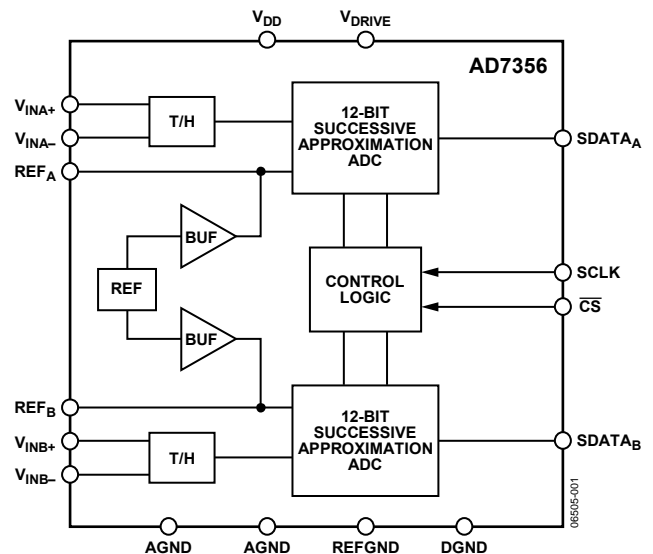 VDD
VDRIVE
AD7356
VINA+
VINA–
REFA
T/H
12-BIT
SUCCESSIVE
APPROXIMATION
ADC
SDATAA
BUF
REF
BUF
CONTROL
LOGIC
SCLK
CS
REFB
VINB+
VINB–
T/H
12-BIT
SUCCESSIVE
APPROXIMATION
ADC
SDATAB
06505-001
AGND
AGND
REFGND
DGND